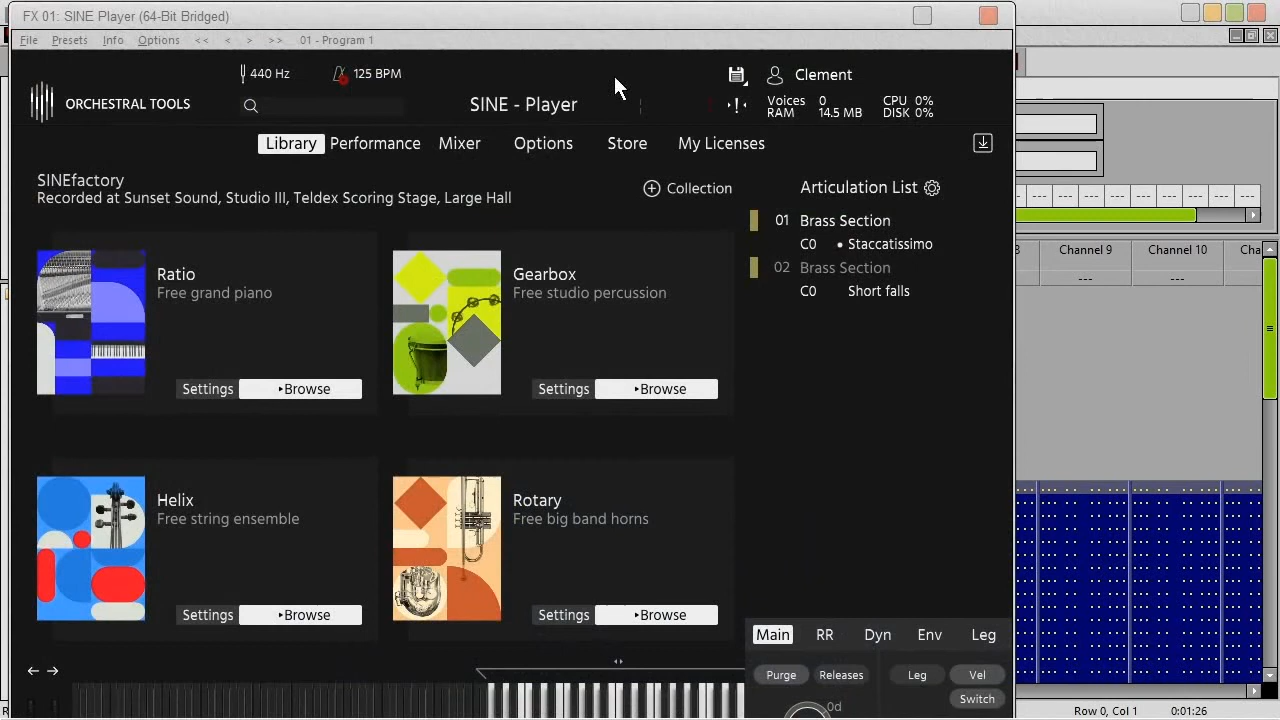 FX 01: SINE Player (64-Bit Bridged)
File Presets Info Options << < > >> 01 - Program 1
440 Hz 125 BPM
Clement
ORCHESTRAL TOOLS
SINE - Player
Voices 0 CPU 0%
RAM 14.5 MB DISK 0%
Library Performance Mixer Options Store My Licenses
SINEfactory
Recorded at Sunset Sound, Studio III, Teldex Scoring Stage, Large Hall
Collection
Articulation List
01 Brass Section
C0 • Staccatissimo
02 Brass Section
C0 Short falls
Ratio
Free grand piano
Settings Browse
Gearbox
Free studio percussion
Settings Browse
Helix
Free string ensemble
Settings Browse
Rotary
Free big band horns
Settings Browse
Main RR Dyn Env Leg
Purge Releases Leg Vel
Switch
0d
--- --- --- --- --- --- --- --- ---
8 Channel 9 Channel 10 Cha
--- ---
Row 0, Col 1 0:01:26